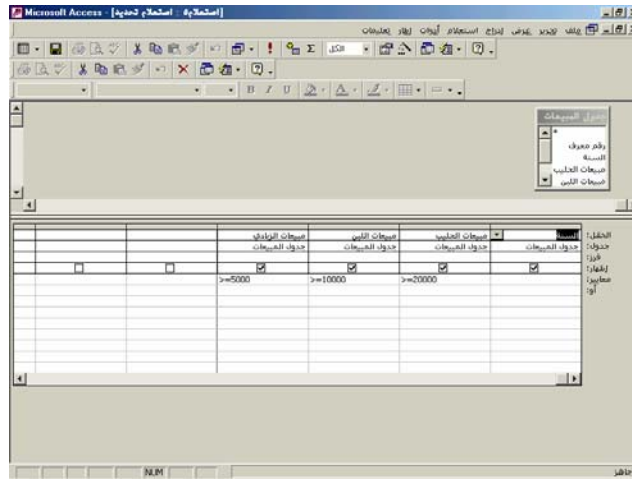 Microsoft Access - [استعلام5 : استعلام تحديد]
ملف تحرير عرض إدراج استعلام أدوات إطار تعليمات
الكل
B I U
جدول المبيعات
*
رقم معرف
السنة
مبيعات الحليب
مبيعات اللبن
الحقل: السنة مبيعات الحليب مبيعات اللبن مبيعات الزبادي
جدول: جدول المبيعات جدول المبيعات جدول المبيعات جدول المبيعات
فرز:
إظهار:
معايير: >=20000 >=10000 >=5000
أو:
جاهز NUM